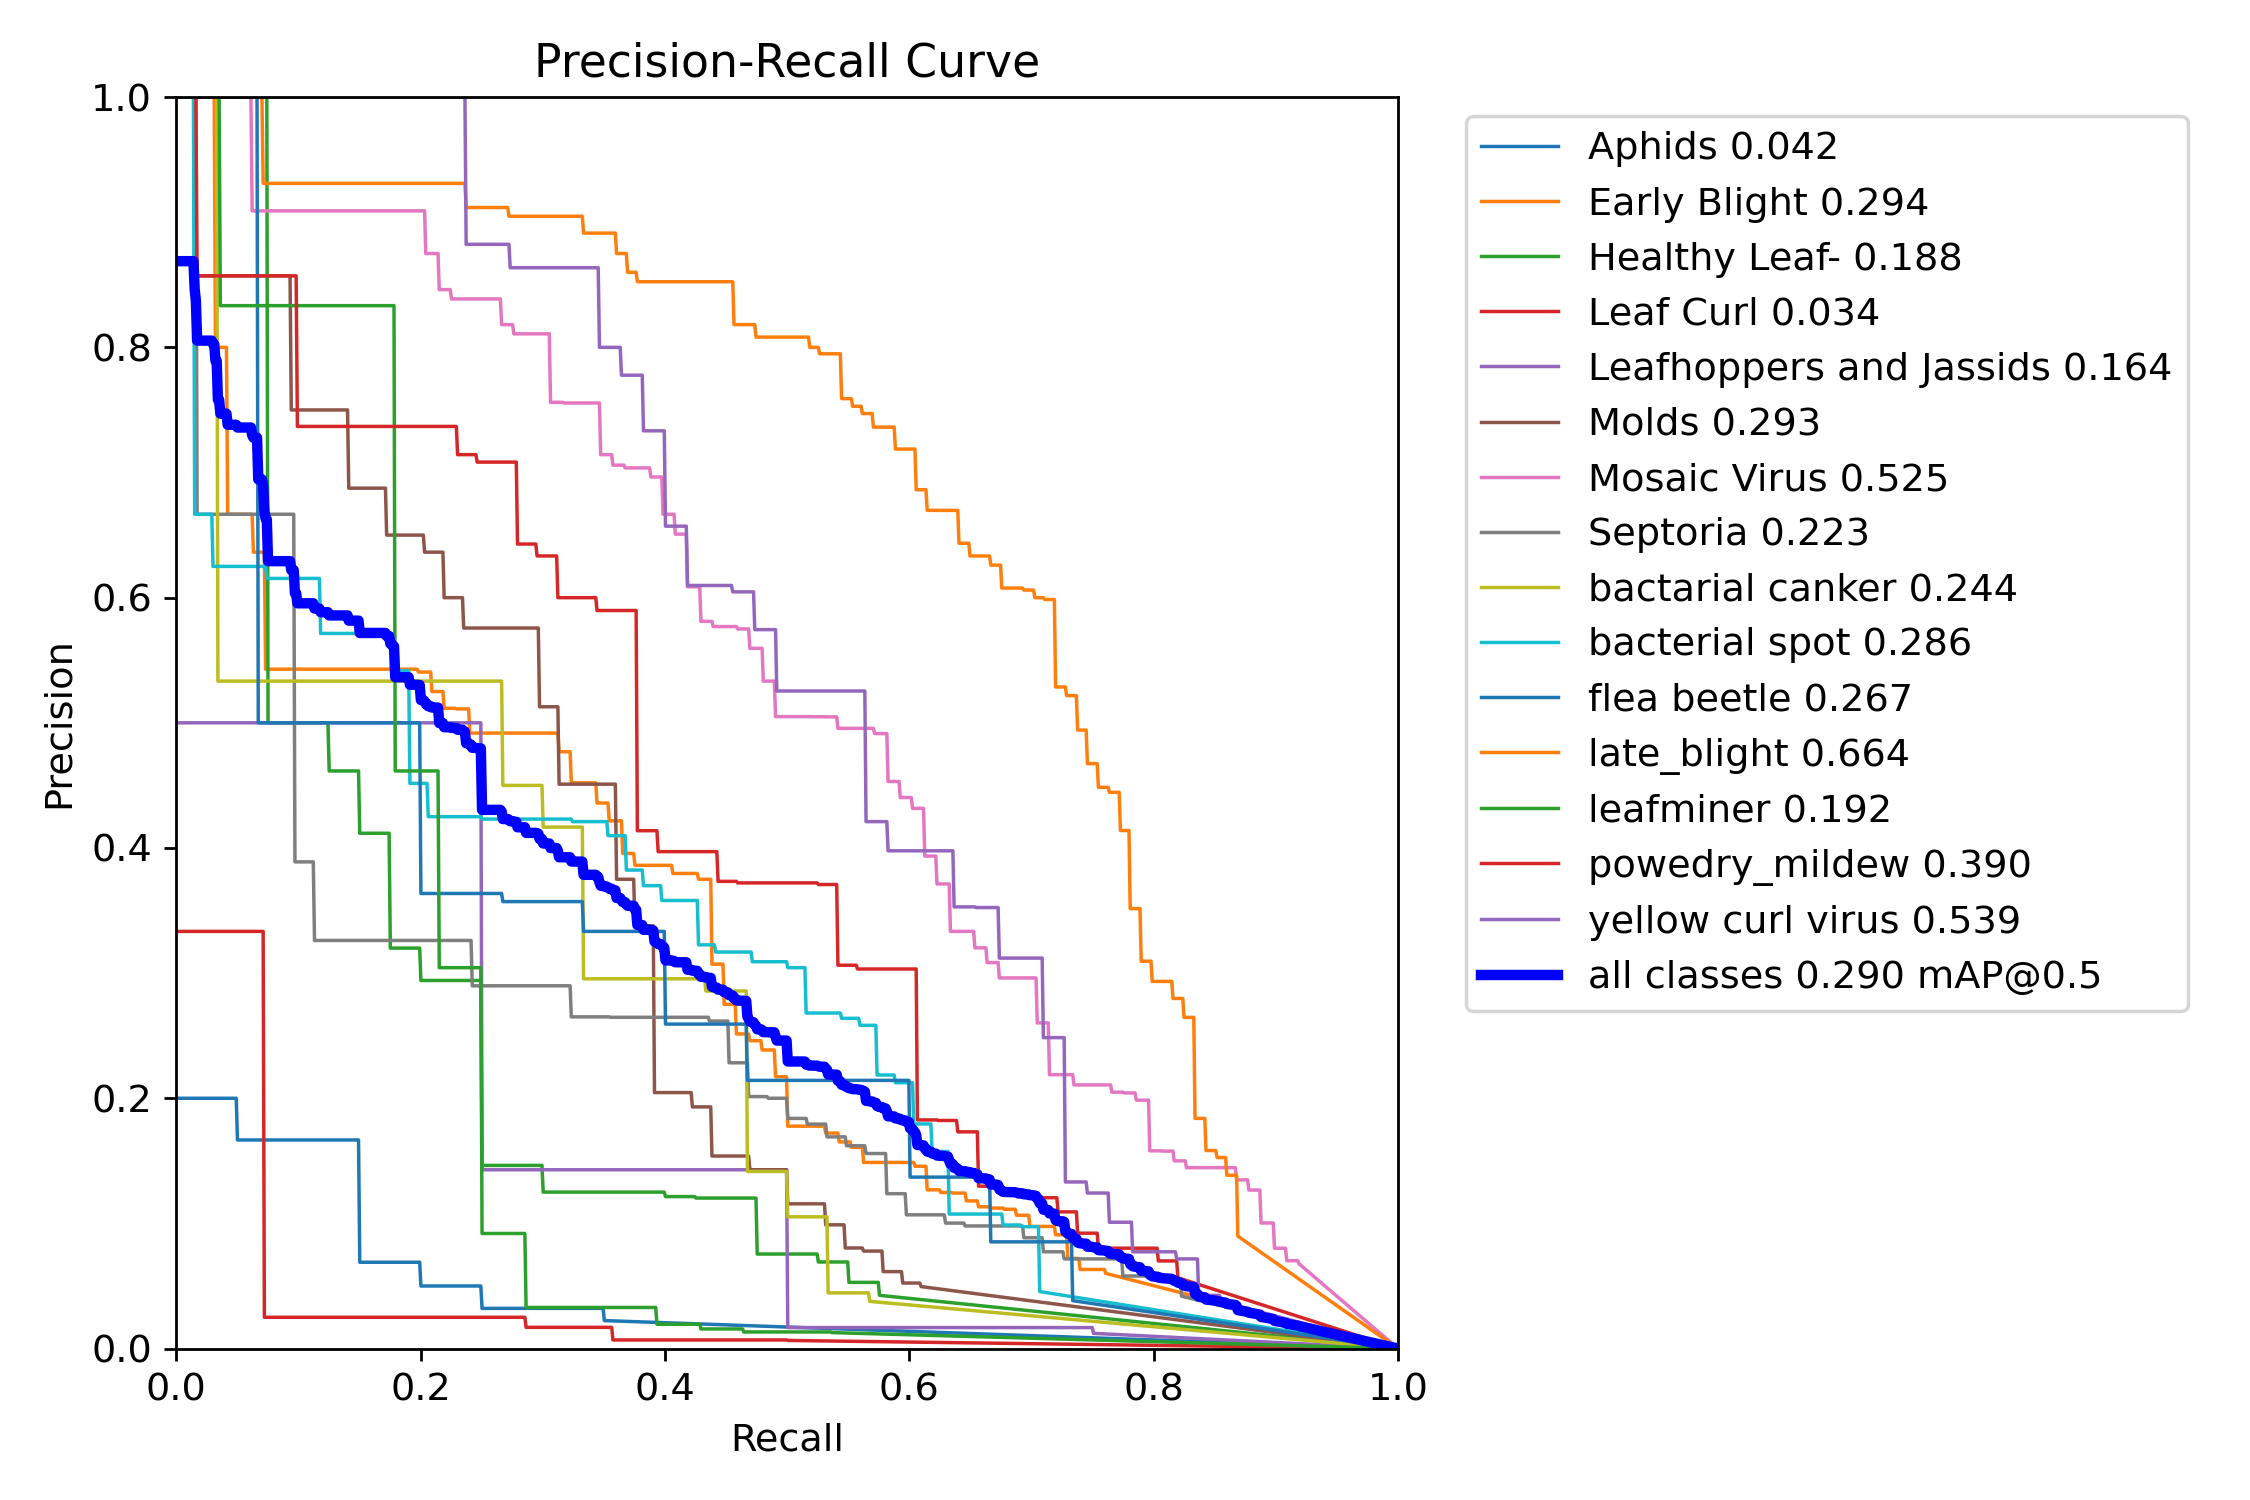 Precision-Recall Curve
1.0
0.8
0.6
0.4
0.2
0.0
Precision
0.0 0.2 0.4 0.6 0.8 1.0
Recall
Aphids 0.042
Early Blight 0.294
Healthy Leaf- 0.188
Leaf Curl 0.034
Leafhoppers and Jassids 0.164
Molds 0.293
Mosaic Virus 0.525
Septoria 0.223
bactarial canker 0.244
bacterial spot 0.286
flea beetle 0.267
late_blight 0.664
leafminer 0.192
powedry_mildew 0.390
yellow curl virus 0.539
all classes 0.290 mAP@0.5